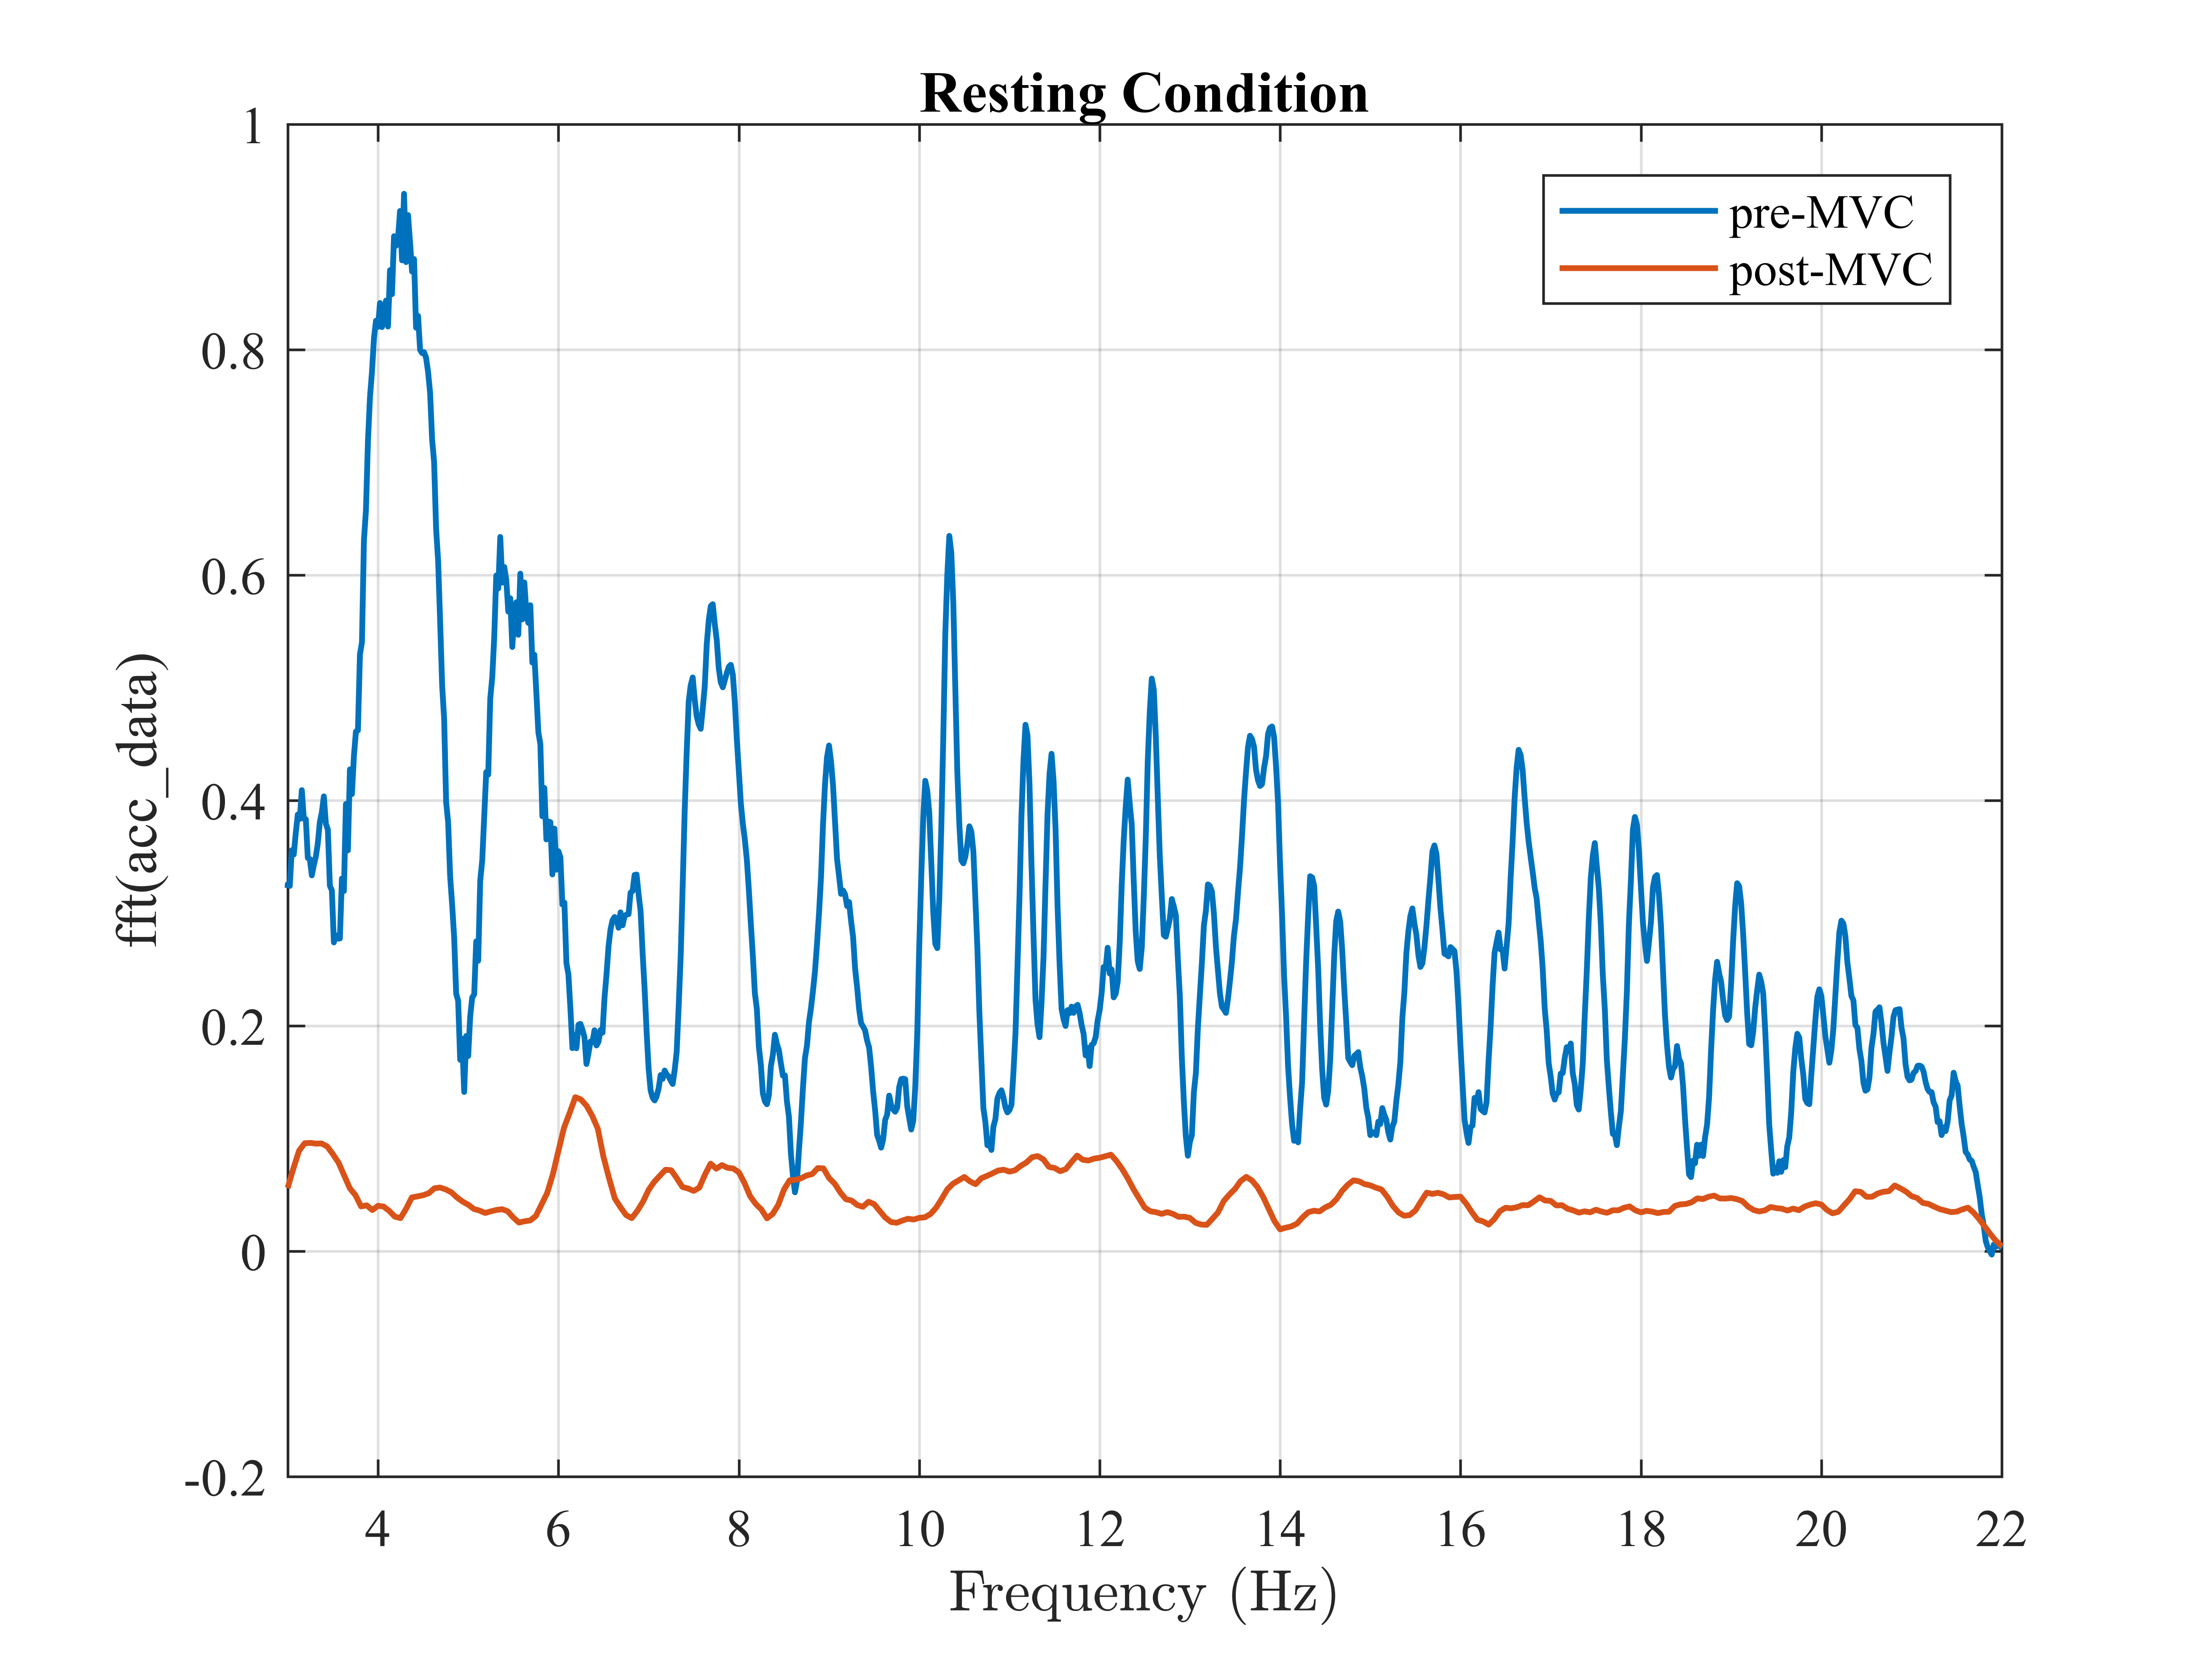 Resting Condition
pre-MVC
post-MVC
1
0.8
0.6
0.4
0.2
0
-0.2
fft(acc_data)
4 6 8 10 12 14 16 18 20 22
Frequency (Hz)